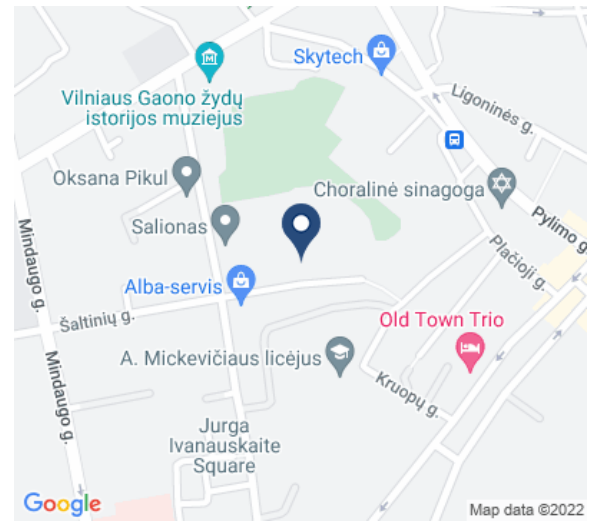 Skytech
Vilniaus Gaono žydų
istorijos muziejus
Ligoninės g.
Oksana Pikul
Choralinė sinagoga
Salionas
Pylimo g.
Mindaugo g.
Plačioji g.
Alba-servis
Šaltinių g.
Old Town Trio
A. Mickevičiaus licėjus
Mindaugo g.
Kruopų g.
Jurga
Ivanauskaite
Square
Google
Map data ©2022